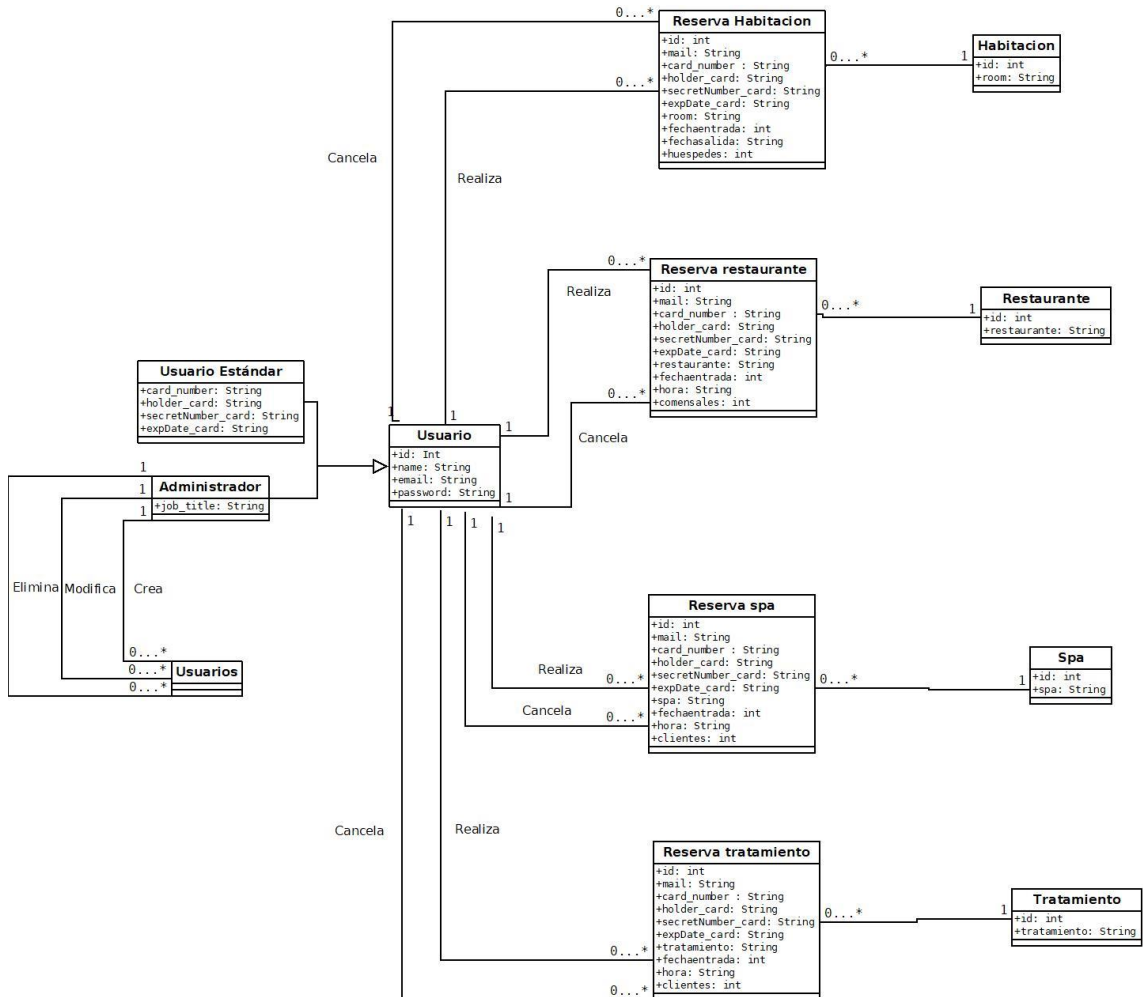 0...*
Reserva Habitacion
+id: int
+mail: String
+card_number : String
+holder_card: String
+secretNumber_card: String
+expDate_card: String
+room: String
+fechaentrada: int
+fechasalida: String
+huespedes: int
0...*
0...*
1
Habitacion
+id: int
+room: String
Cancela
Realiza
0...*
Reserva restaurante
+id: int
+mail: String
+card_number : String
+holder_card: String
+secretNumber_card: String
+expDate_card: String
+restaurante: String
+fechaentrada: int
+hora: String
+comensales: int
Realiza
0...*
1
Restaurante
+id: int
+restaurante: String
0...*
Cancela
Usuario Estándar
+card_number: String
+holder_card: String
+secretNumber_card: String
+expDate_card: String
1
1
1
Usuario
+id: Int
+name: String
+email: String
+password: String
1
1
1
1
1
1
1
1
Administrador
+job_title: String
Elimina
Modifica
Crea
0...*
0...*
0...*
Usuarios
Reserva spa
+id: int
+mail: String
+card_number : String
+holder_card: String
+secretNumber_card: String
+expDate_card: String
+spa: String
+fechaentrada: int
+hora: String
+clientes: int
Realiza
0...*
Cancela
0...*
0...*
1
Spa
+id: int
+spa: String
Cancela
Realiza
Reserva tratamiento
+id: int
+mail: String
+card_number : String
+holder_card: String
+secretNumber_card: String
+expDate_card: String
+tratamiento: String
+fechaentrada: int
+hora: String
+clientes: int
0...*
0...*
0...*
1
Tratamiento
+id: int
+tratamiento: String